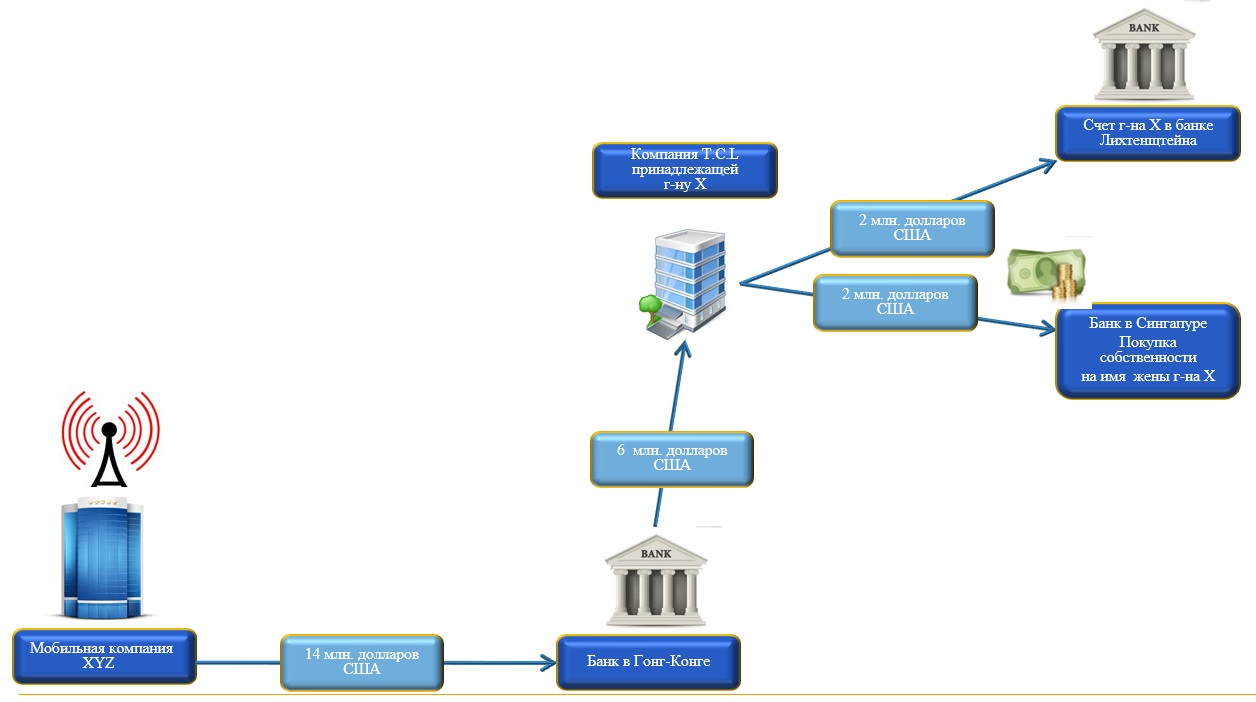 BANK
Счет г-на X в банке
Лихтенщтейна
Компания T.C.L
принадлежащей
г-ну X
2 млн. долларов
США
2 млн. долларов
США
Банк в Сингапуре
Покупка
собственности
на имя жены г-на X
6 млн. долларов
США
BANK
Мобильная компания
XYZ
14 млн. долларов
США
Банк в Гонг-Конге